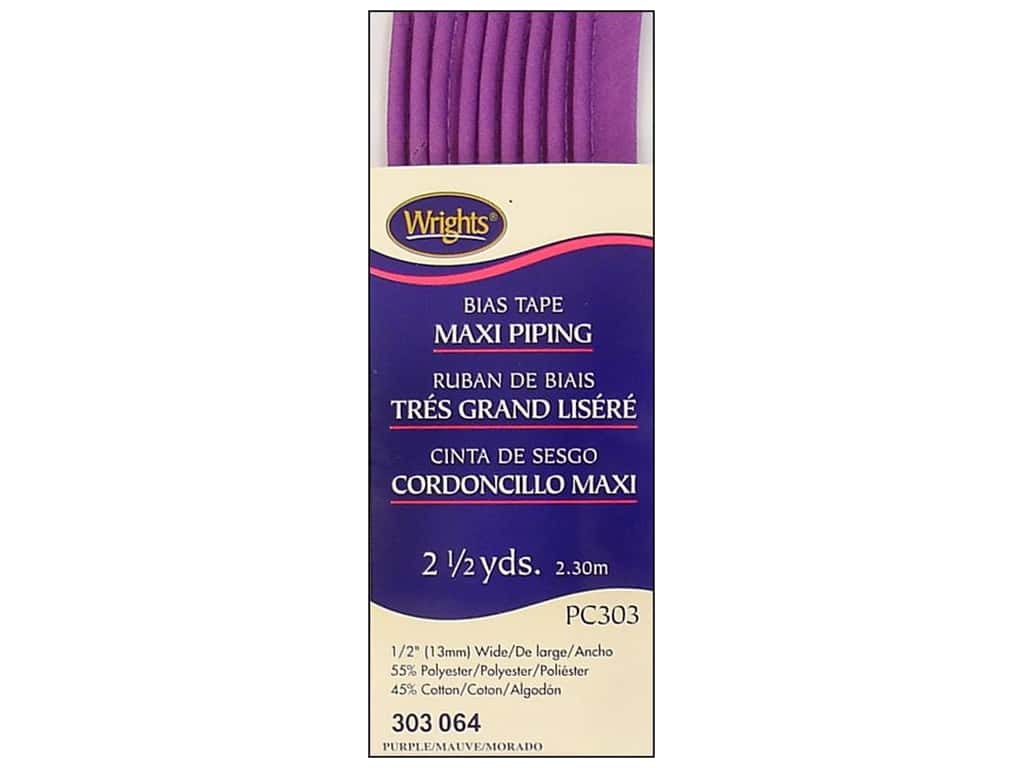 Wrights®
BIAS TAPE
MAXI PIPING
RUBAN DE BIAIS
TRÉS GRAND LISÉRÉ
CINTA DE SESGO
CORDONCILLO MAXI
2 1/2 yds. 2.30m
PC303
1/2" (13mm) Wide/De large/Ancho
55% Polyester/Polyester/Poliéster
45% Cotton/Coton/Algodón
303 064
PURPLE/MAUVE/MORADO